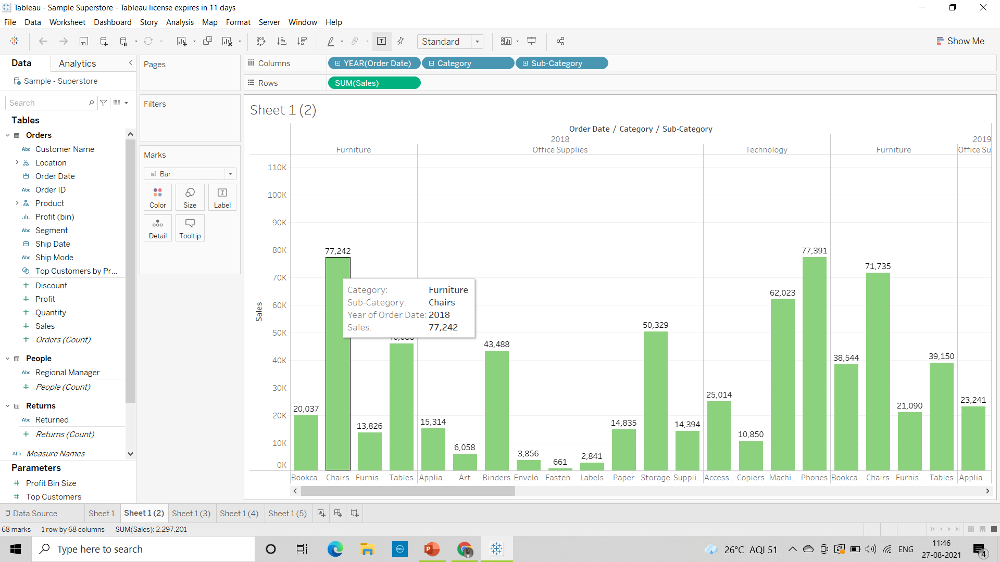 Tableau - Sample Superstore - Tableau license expires in 11 days
File Data Worksheet Dashboard Story Analysis Map Format Server Window Help
Standard
Show Me
Data Analytics
Sample - Superstore
Search
Tables
Orders
Abc Customer Name
Location
Order Date
Abc Order ID
Product
Profit (bin)
Abc Segment
Ship Date
Abc Ship Mode
Top Customers by Pr...
# Discount
# Profit
# Quantity
# Sales
# Orders (Count)
People
Abc Regional Manager
# People (Count)
Returns
Abc Returned
# Returns (Count)
Abc Measure Names
Parameters
# Profit Bin Size
# Top Customers
Pages
Filters
Marks
Bar
Color Size Label
Detail Tooltip
Columns YEAR(Order Date) Category Sub-Category
Rows SUM(Sales)
Sheet 1 (2)
Order Date / Category / Sub-Category
2018 2019
Furniture Office Supplies Technology Furniture Office Su
Sales
110K
100K
90K
80K
70K
60K
50K
40K
30K
20K
10K
0K
20,037
77,242
13,826
15,314
6,058
43,488
3,856
661
2,841
14,835
50,329
14,394
25,014
10,850
62,023
77,391
38,544
71,735
21,090
39,150
23,241
Category: Furniture
Sub-Category: Chairs
Year of Order Date: 2018
Sales: 77,242
Bookca.. Chairs Furnis.. Tables Applia.. Art Binders Envelo.. Fasten.. Labels Paper Storage Suppli.. Access.. Copiers Machi.. Phones Bookca.. Chairs Furnis.. Tables Applia..
Data Source Sheet 1 Sheet 1 (2) Sheet 1 (3) Sheet 1 (4) Sheet 1 (5)
68 marks 1 row by 68 columns SUM(Sales): 2,297,201
Type here to search
DELL
P
26°C AQI 51
ENG
11:46
27-08-2021
4